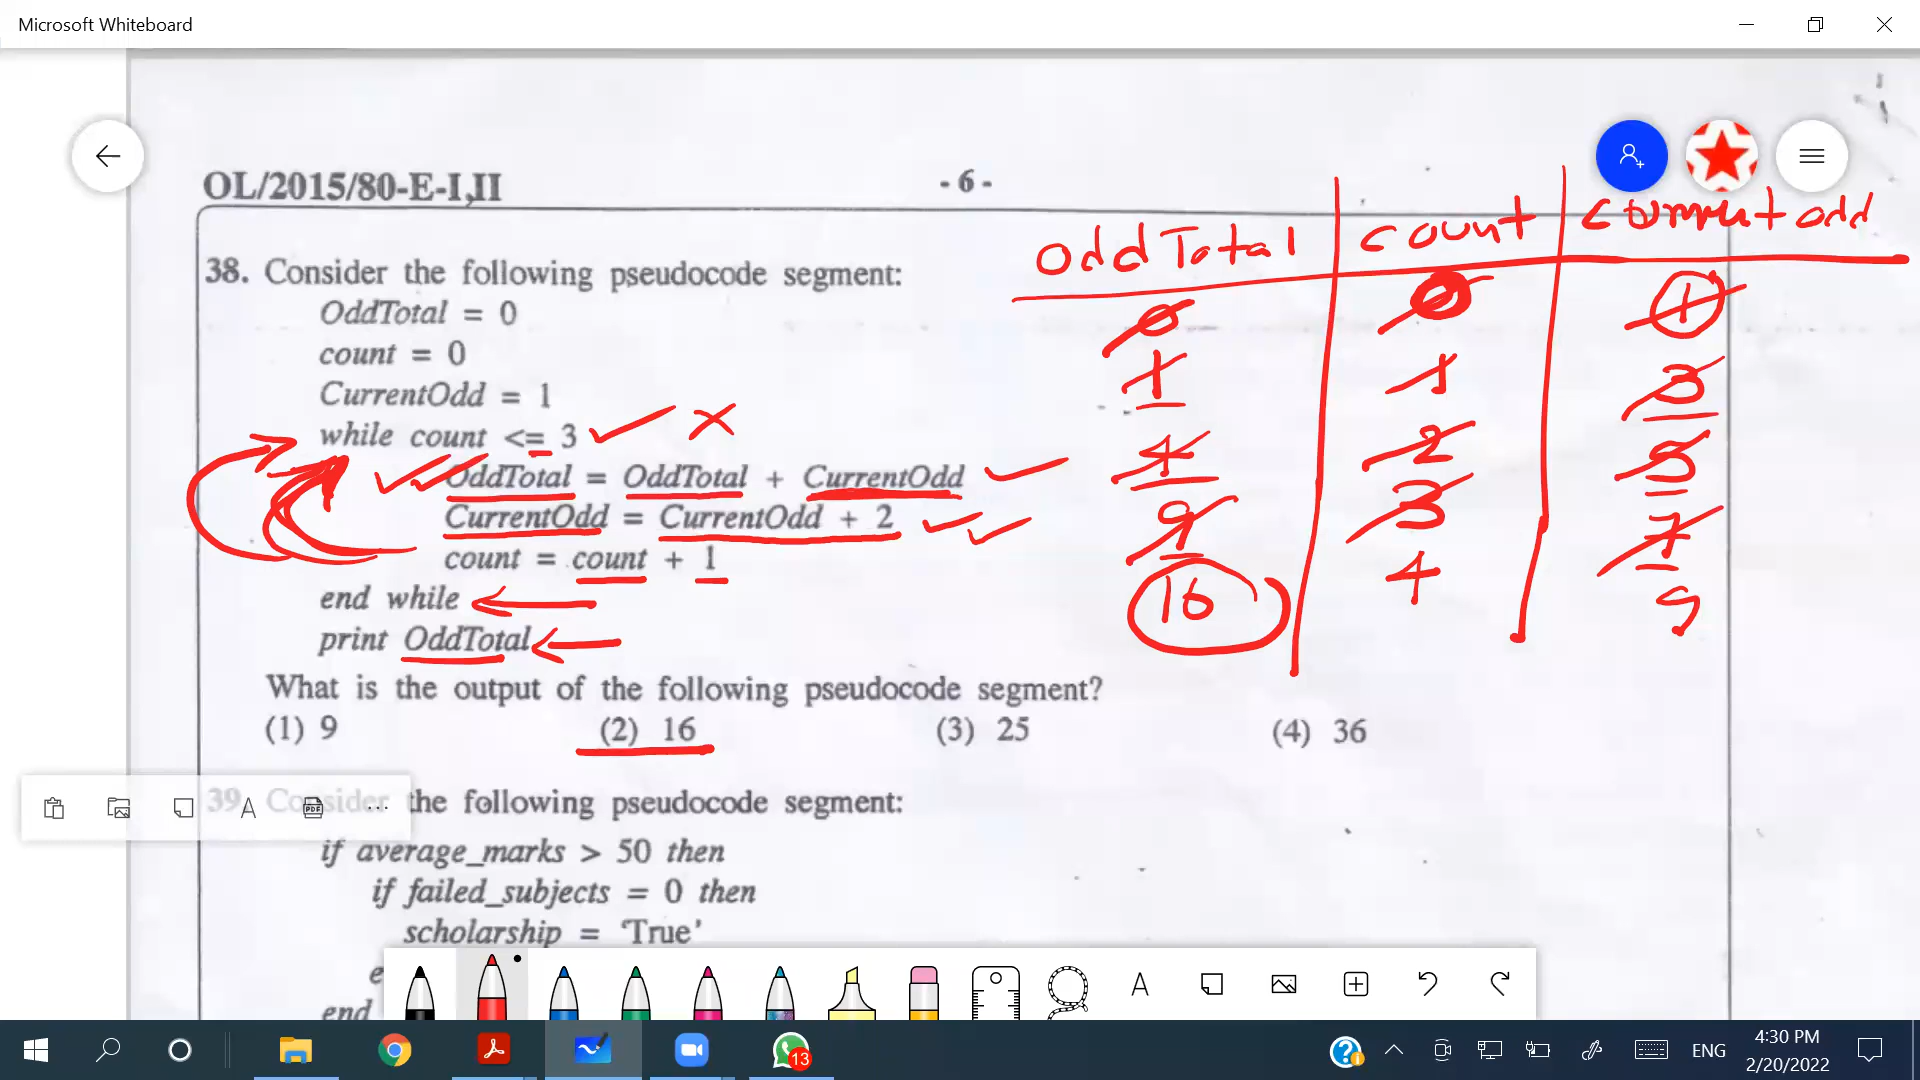 Microsoft Whiteboard
OL/2015/80-E-I,II
- 6 -
OddTotal count Current odd
0 0 1
1 1 3
4 2 5
9 3 7
16 4 9
38. Consider the following pseudocode segment:
OddTotal = 0
count = 0
CurrentOdd = 1
while count <= 3
OddTotal = OddTotal + CurrentOdd
CurrentOdd = CurrentOdd + 2
count = count + 1
end while
print OddTotal
What is the output of the following pseudocode segment?
(1) 9 (2) 16 (3) 25 (4) 36
39. Consider the following pseudocode segment:
if average_marks > 50 then
if failed_subjects = 0 then
scholarship = ‘True’
end
13
ENG
4:30 PM
2/20/2022